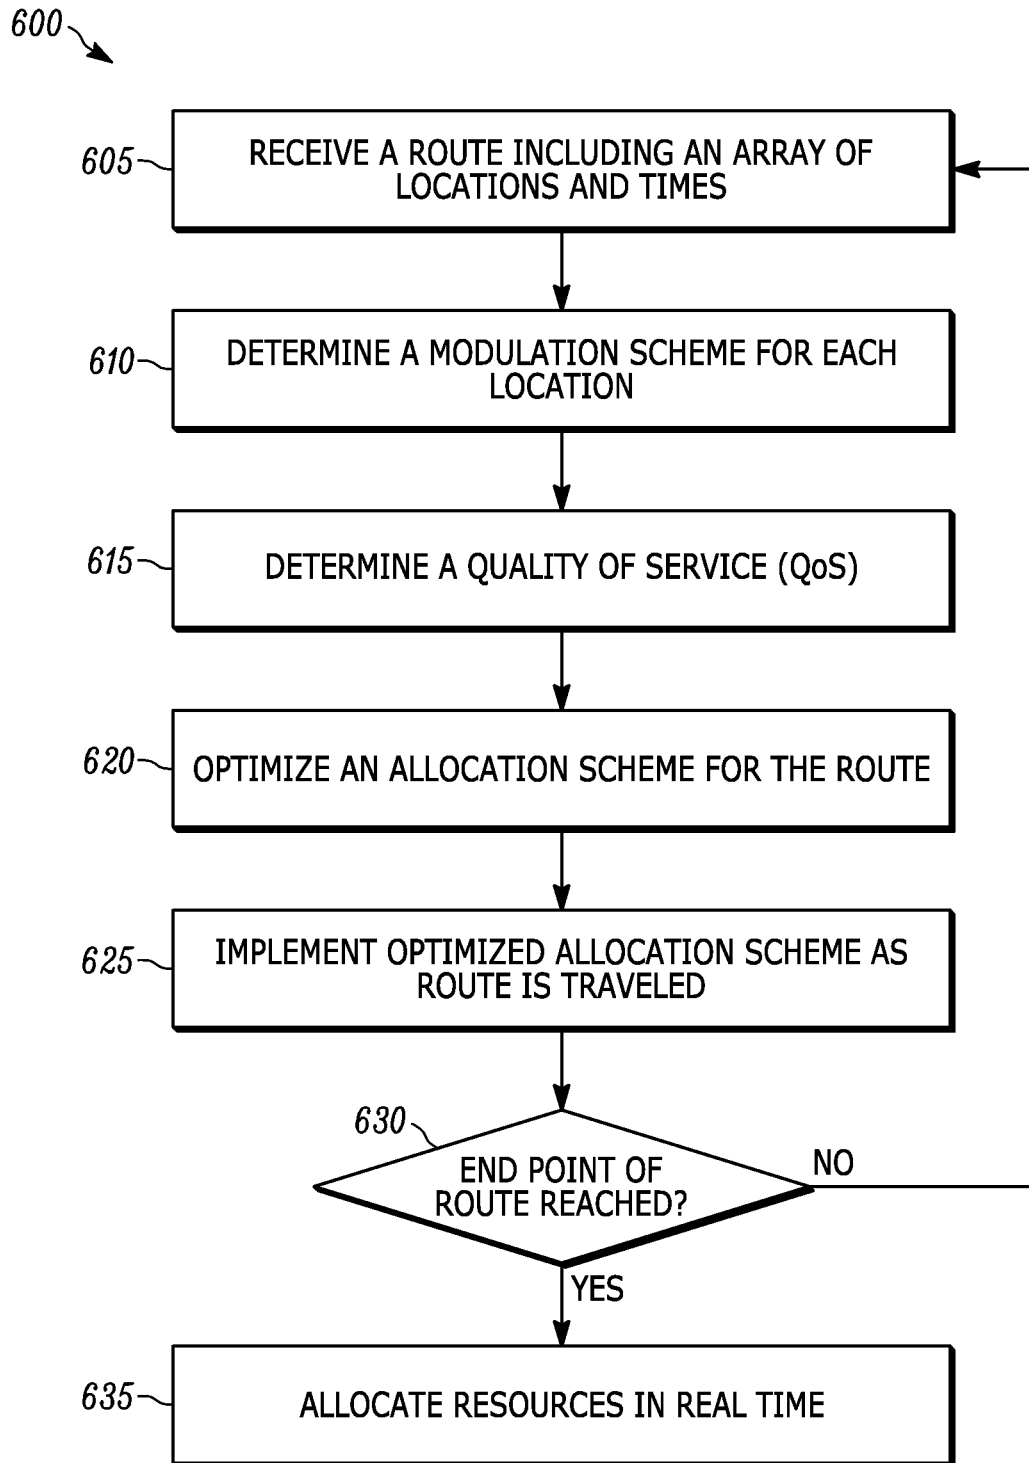 600
605
RECEIVE A ROUTE INCLUDING AN ARRAY OF
LOCATIONS AND TIMES
610
DETERMINE A MODULATION SCHEME FOR EACH
LOCATION
615
DETERMINE A QUALITY OF SERVICE (QoS)
620
OPTIMIZE AN ALLOCATION SCHEME FOR THE ROUTE
625
IMPLEMENT OPTIMIZED ALLOCATION SCHEME AS
ROUTE IS TRAVELED
630
END POINT OF
ROUTE REACHED?
NO
YES
635
ALLOCATE RESOURCES IN REAL TIME